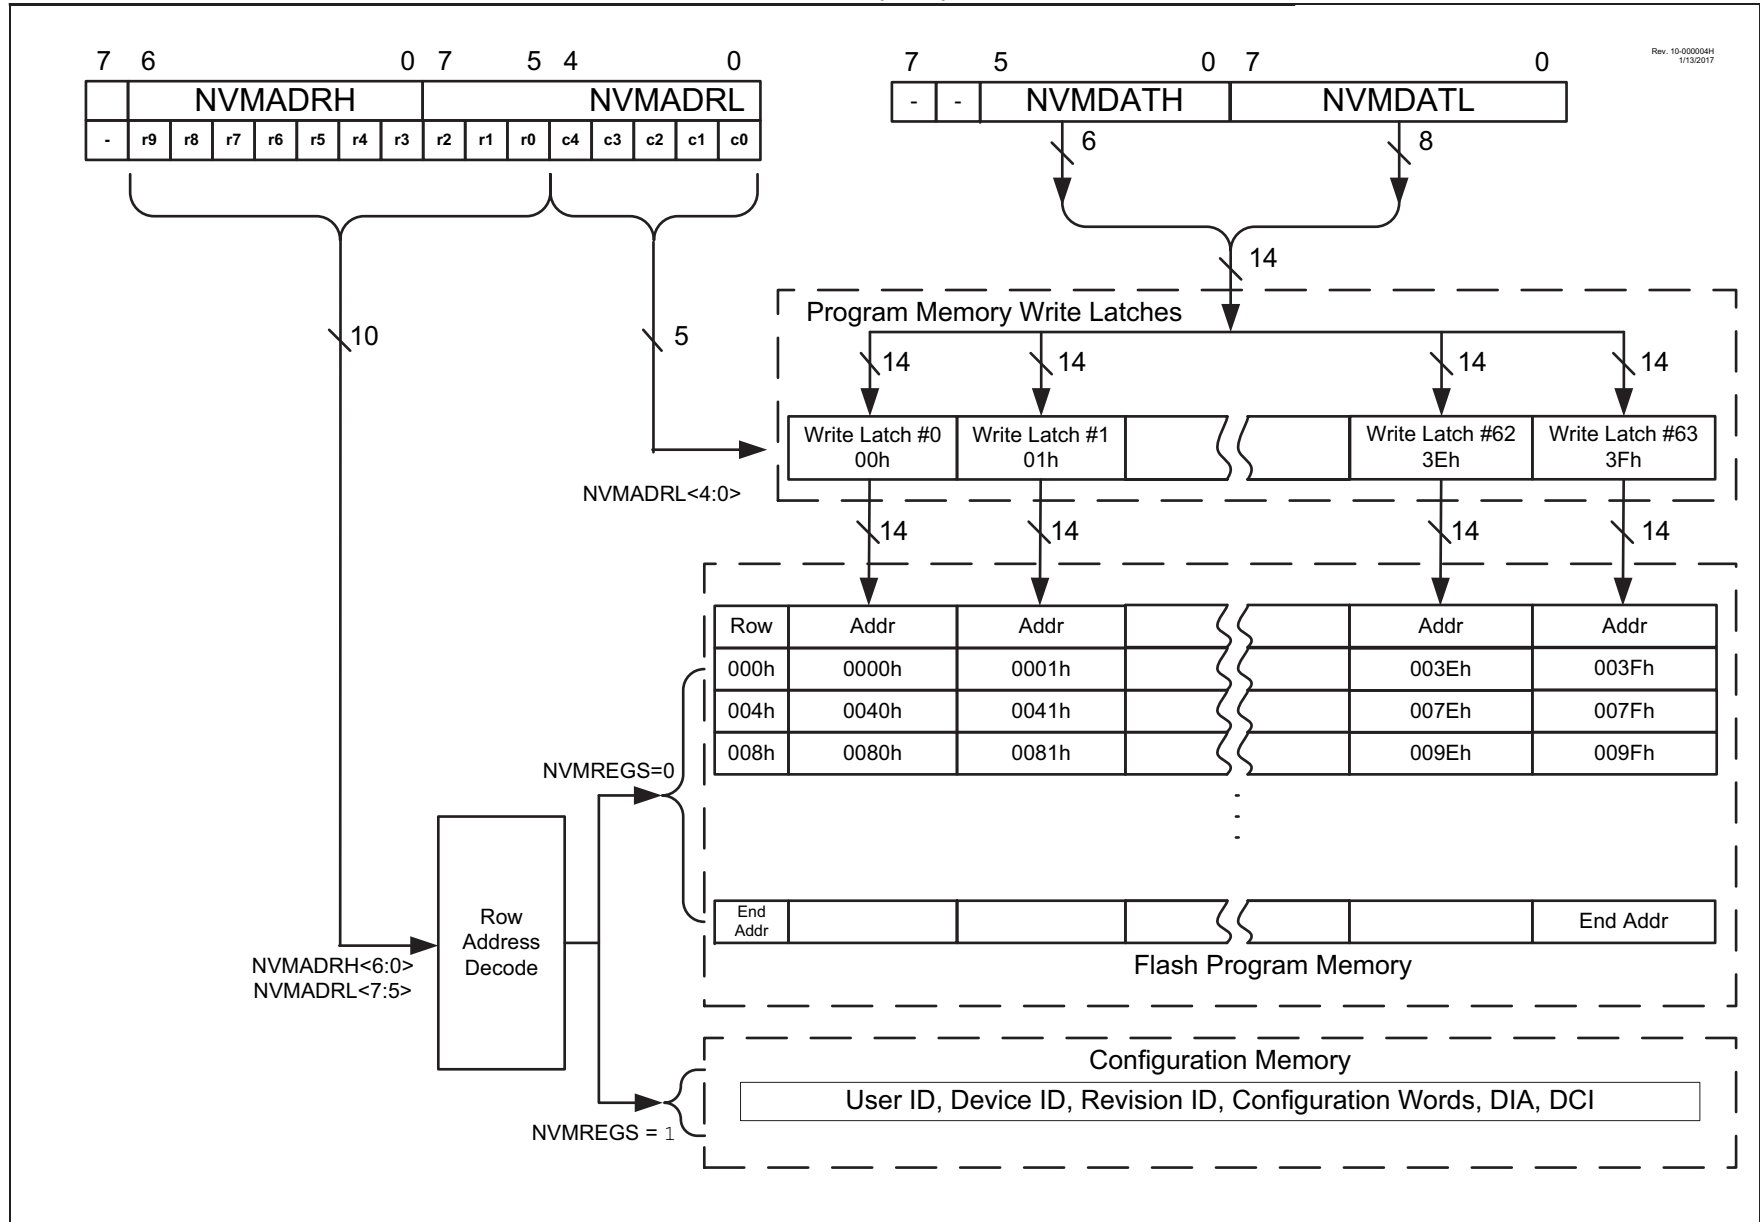 7 6 0 7 5 4 0
NVMADRH NVMADRL
- r9 r8 r7 r6 r5 r4 r3 r2 r1 r0 c4 c3 c2 c1 c0
7 5 0 7 0
- - NVMDATH NVMDATL
Rev. 10-000004H
1/13/2017
6 8
14
10 5
Program Memory Write Latches
14 14 14 14
Write Latch #0
00h
Write Latch #1
01h
Write Latch #62
3Eh
Write Latch #63
3Fh
NVMADRL<4:0>
14 14 14 14
Row Addr Addr Addr Addr
000h 0000h 0001h 003Eh 003Fh
004h 0040h 0041h 007Eh 007Fh
008h 0080h 0081h 009Eh 009Fh
NVMREGS=0
End
Addr
End Addr
Flash Program Memory
Row
Address
Decode
NVMADRH<6:0>
NVMADRL<7:5>
Configuration Memory
User ID, Device ID, Revision ID, Configuration Words, DIA, DCI
NVMREGS = 1